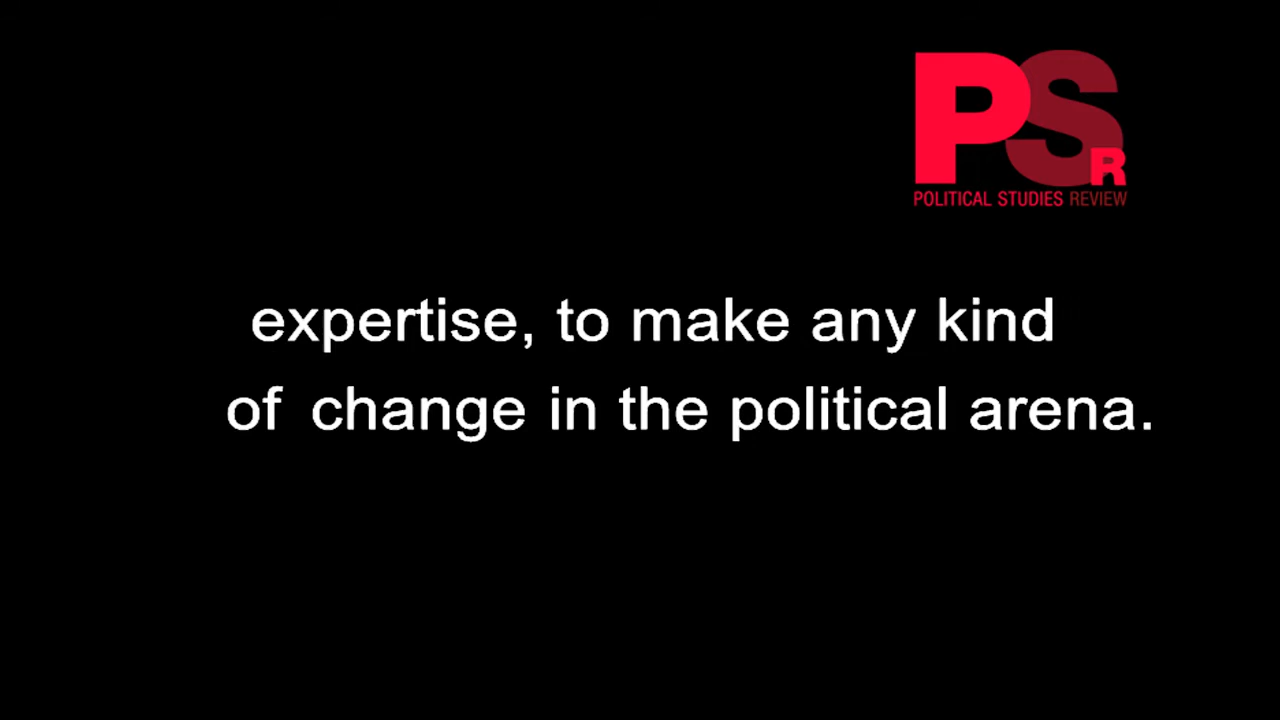 PSR
POLITICAL STUDIES REVIEW
expertise, to make any kind
of change in the political arena.